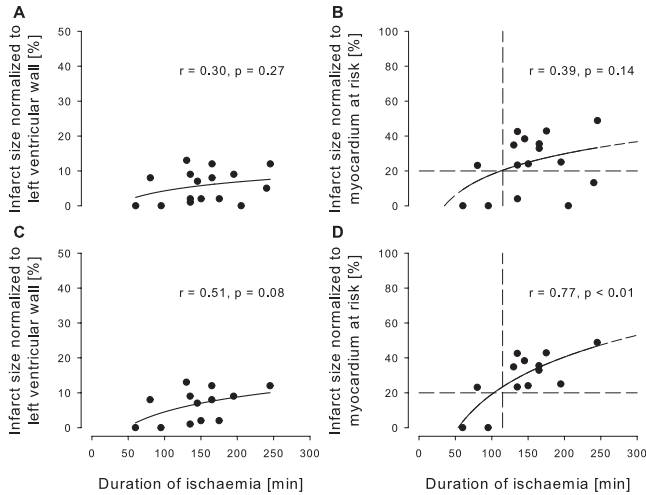 A
Infarct size normalized to
left ventricular wall [%]
50
40
30
20
10
0
r = 0.30, p = 0.27
B
Infarct size normalized to
myocardium at risk [%]
100
80
60
40
20
0
r = 0.39, p = 0.14
C
Infarct size normalized to
left ventricular wall [%]
50
40
30
20
10
0
r = 0.51, p = 0.08
0 50 100 150 200 250 300
Duration of ischaemia [min]
D
Infarct size normalized to
myocardium at risk [%]
100
80
60
40
20
0
r = 0.77, p < 0.01
0 50 100 150 200 250 300
Duration of ischaemia [min]